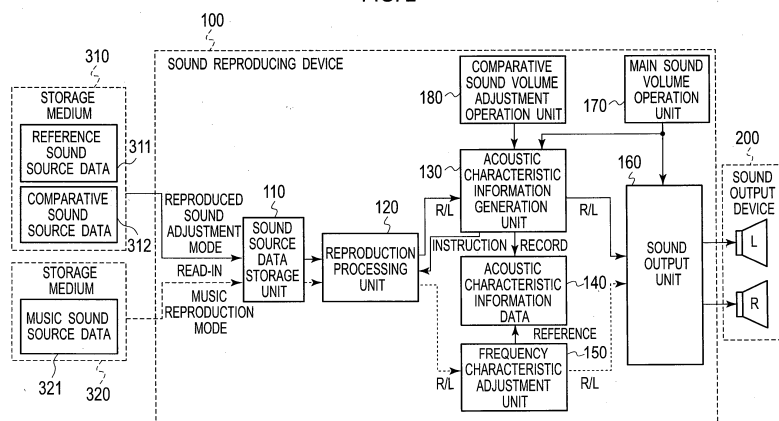 100
310
SOUND REPRODUCING DEVICE
STORAGE
MEDIUM
REFERENCE
SOUND
SOURCE DATA
311
COMPARATIVE
SOUND
SOURCE DATA
312
STORAGE
MEDIUM
MUSIC SOUND
SOURCE DATA
321
320
REPRODUCED
SOUND
ADJUSTMENT
MODE
READ-IN
MUSIC
REPRODUCTION
MODE
110
SOUND
SOURCE
DATA
STORAGE
UNIT
120
REPRODUCTION
PROCESSING
UNIT
180
COMPARATIVE
SOUND VOLUME
ADJUSTMENT
OPERATION UNIT
MAIN SOUND
VOLUME
OPERATION UNIT
170
130
ACOUSTIC
CHARACTERISTIC
INFORMATION
GENERATION
UNIT
R/L
R/L
INSTRUCTION
RECORD
ACOUSTIC
CHARACTERISTIC
INFORMATION
DATA
140
REFERENCE
150
FREQUENCY
CHARACTERISTIC
ADJUSTMENT
UNIT
R/L
R/L
160
SOUND
OUTPUT
UNIT
200
SOUND
OUTPUT
DEVICE
L
R